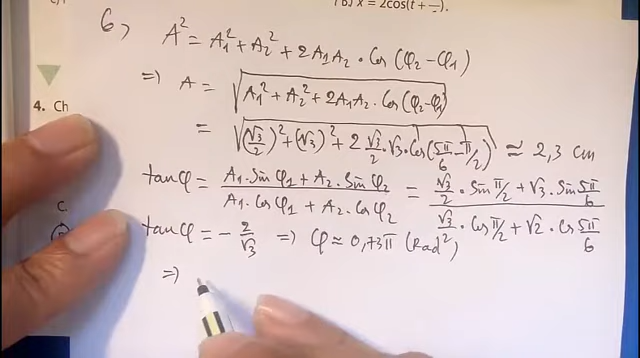 (B) x = 2cos(t + π/ ).
6) A² = A₁² + A₂² + 2A₁A₂ . Cos (φ₂ - φ₁)
4. Ch
=) A = √(A₁² + A₂² + 2A₁A₂ . Cos (φ₂ - φ₁))
= √((√3/2)² + (√3)² + 2 √3/2 . √3 . Cos (5π/6 - π/2)) ≈ 2,3 cm
tanφ = (A₁ . Sin φ₁ + A₂ . Sin φ₂)/(A₁ . Cos φ₁ + A₂ . Cos φ₂) = (√3/2 . Sin π/2 + √3 . Sin 5π/6)/(√3/2 . Cos π/2 + √2 . Cos 5π/6)
C.
tanφ = - 2/√3 =) φ ≈ 0,73π (Rad²)
=)